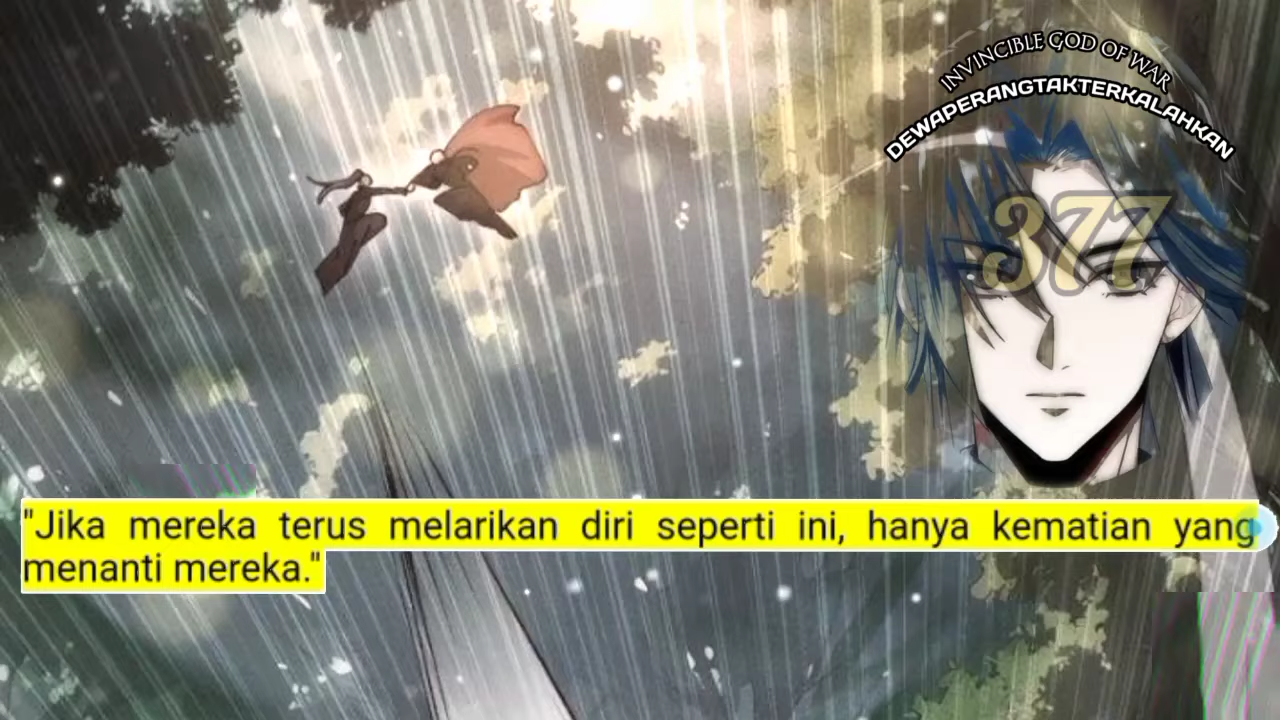 INVINCIBLE GOD OF WAR
DEWAPERANGTAKTERKALAHKAN
377
"Jika mereka terus melarikan diri seperti ini, hanya kematian yang
menanti mereka."